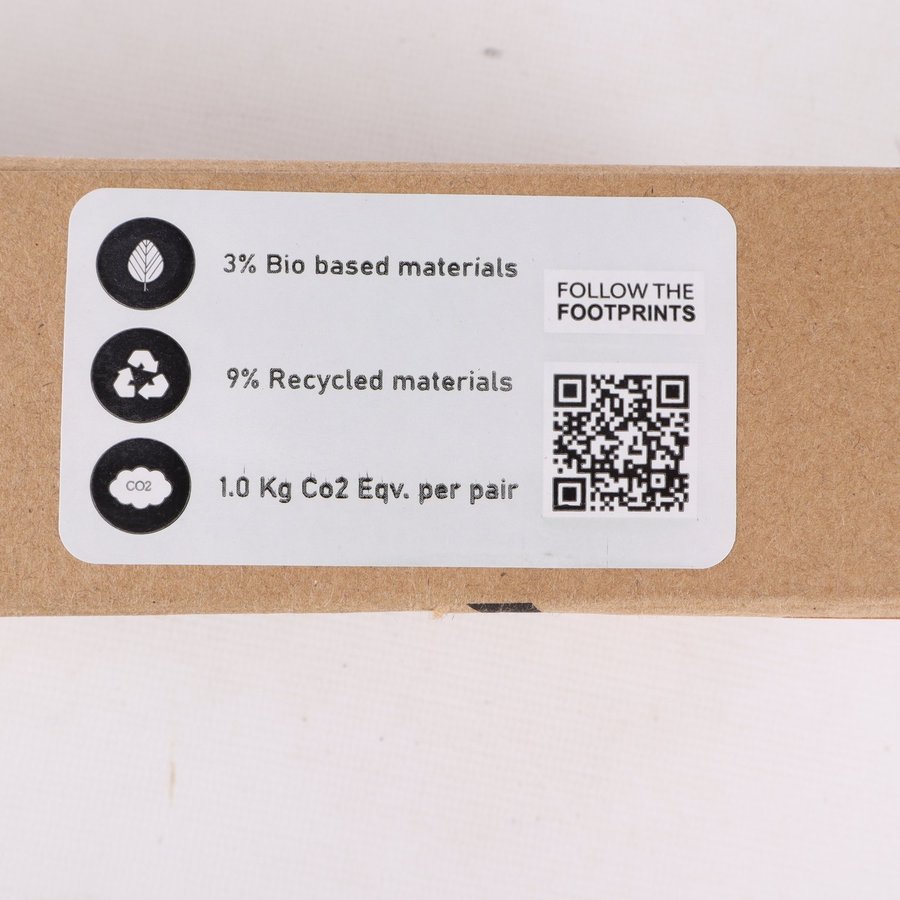 3% Bio based materials
FOLLOW THE
FOOTPRINTS
9% Recycled materials
CO2
1.0 Kg Co2 Eqv. per pair